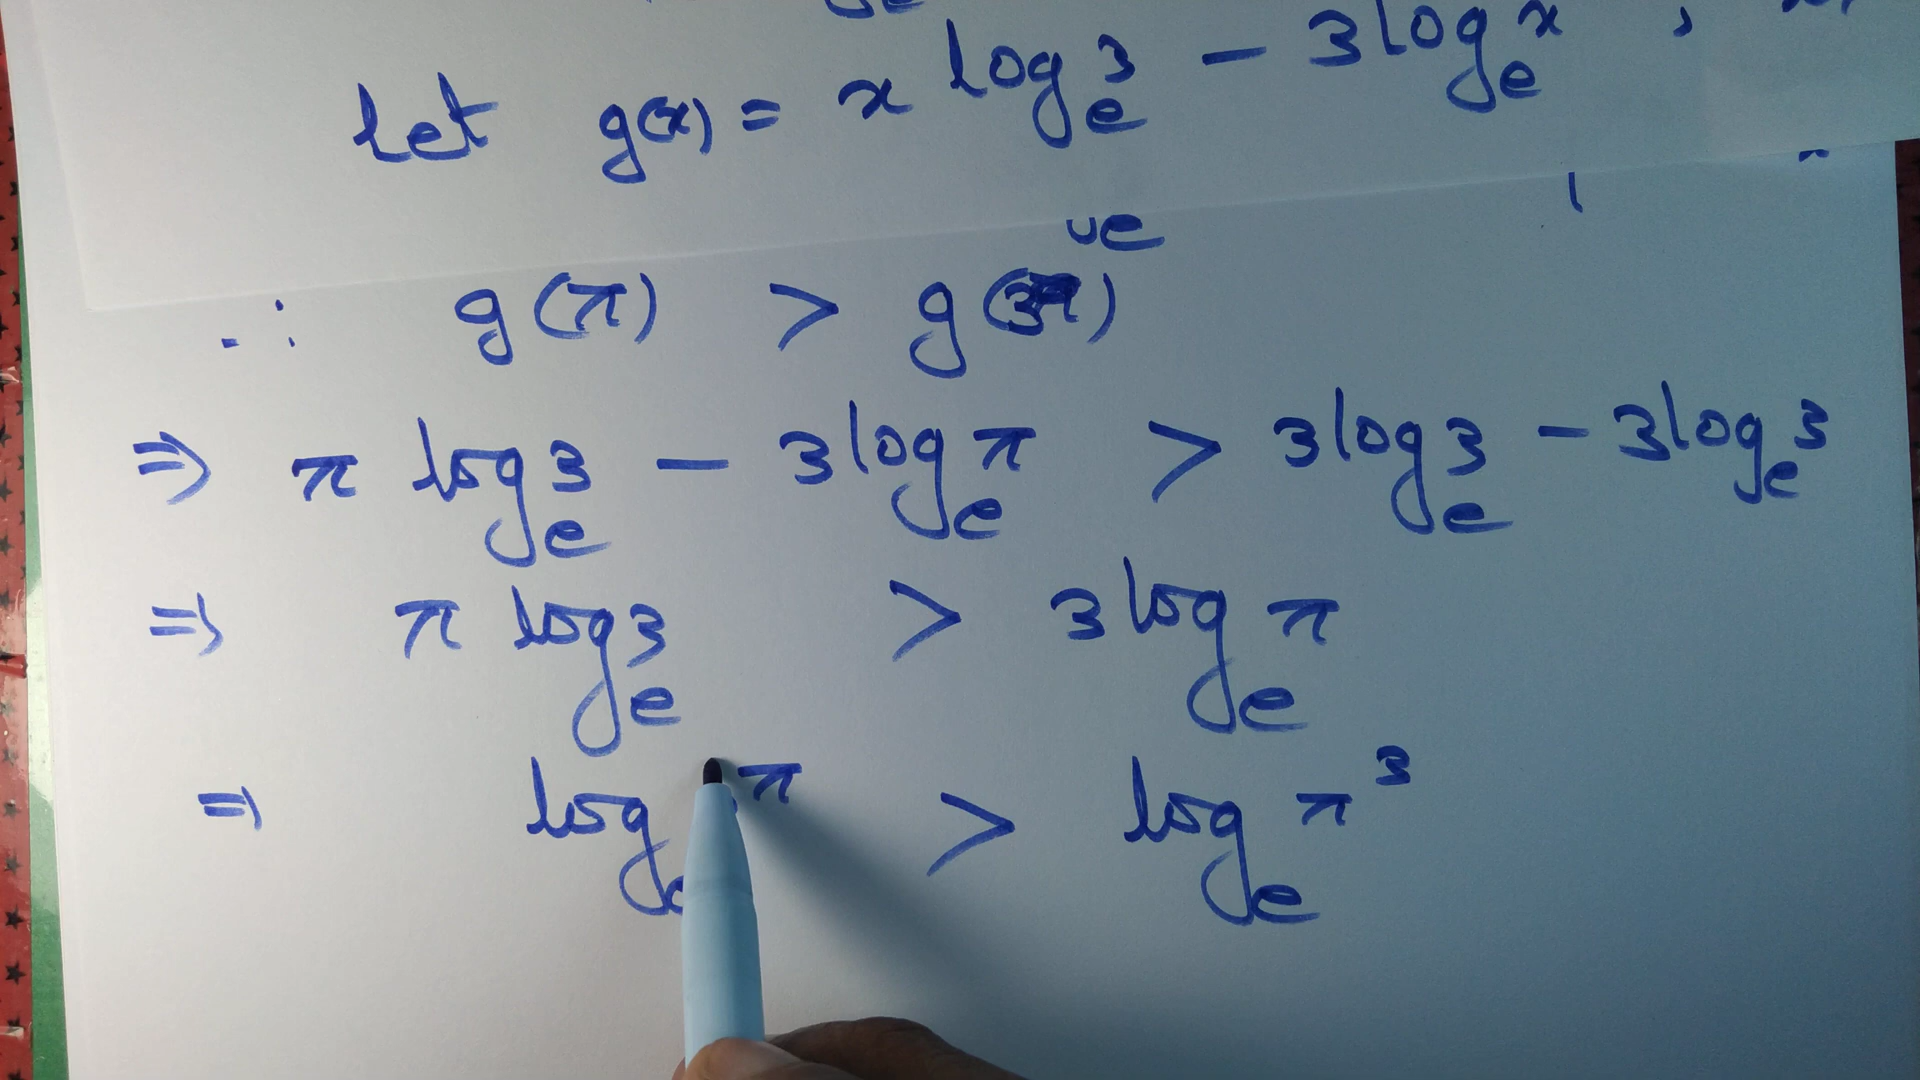 Let g(x) = x log_e 3 - 3 log_e x ,
ve
∴ g(π) > g(3)
⇒ π log_e 3 - 3 log_e π > 3 log_e 3 - 3 log_e 3
⇒ π log_e 3 > 3 log_e π
⇒ log π > log_e π^3